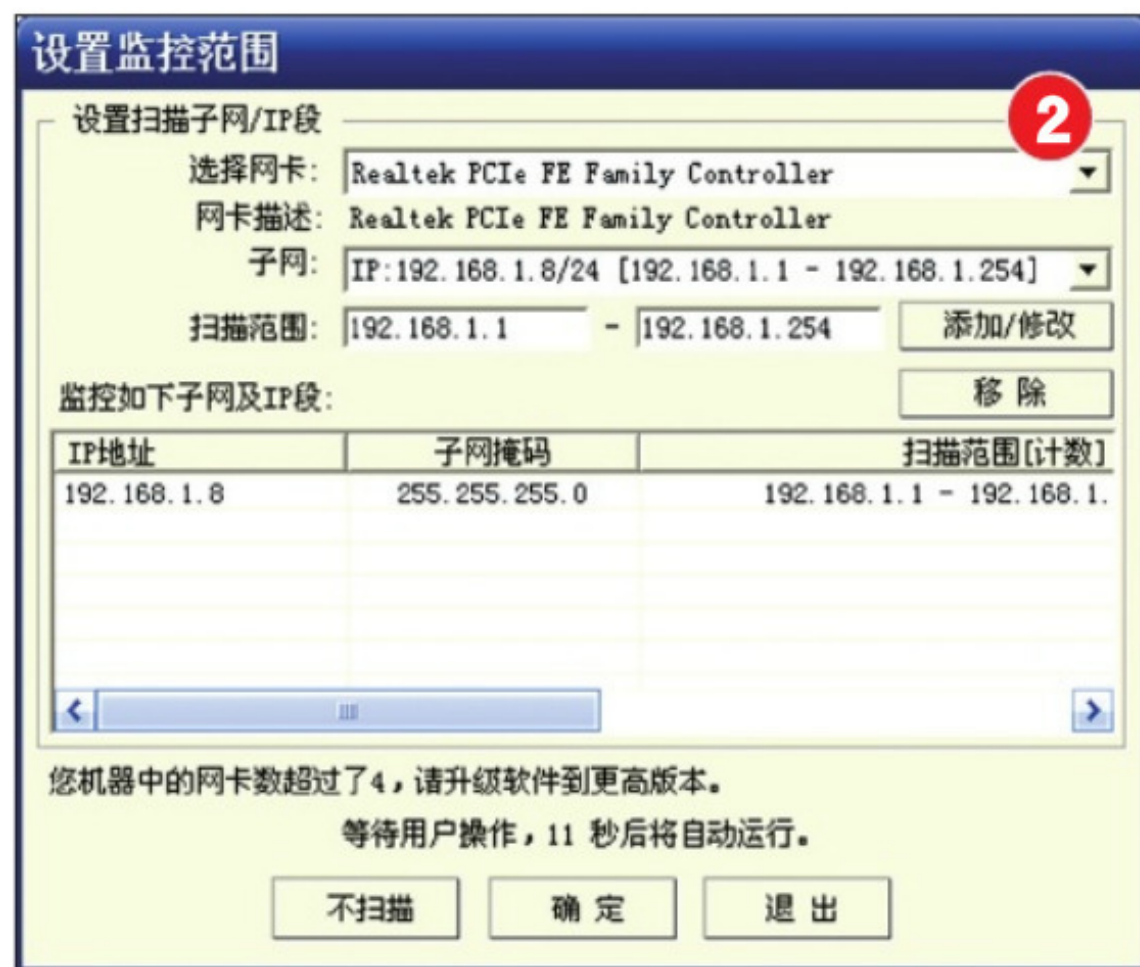 设置监控范围
2
设置扫描子网/IP段
选择网卡: Realtek PCIe FE Family Controller
网卡描述: Realtek PCIe FE Family Controller
子网: IP:192.168.1.8/24 [192.168.1.1 - 192.168.1.254]
扫描范围: 192.168.1.1 - 192.168.1.254 添加/修改
监控如下子网及IP段: 移 除
IP地址 子网掩码 扫描范围[计数]
192.168.1.8 255.255.255.0 192.168.1.1 - 192.168.1.
您机器中的网卡数超过了4，请升级软件到更高版本。
等待用户操作，11 秒后将自动运行。
不扫描 确 定 退 出